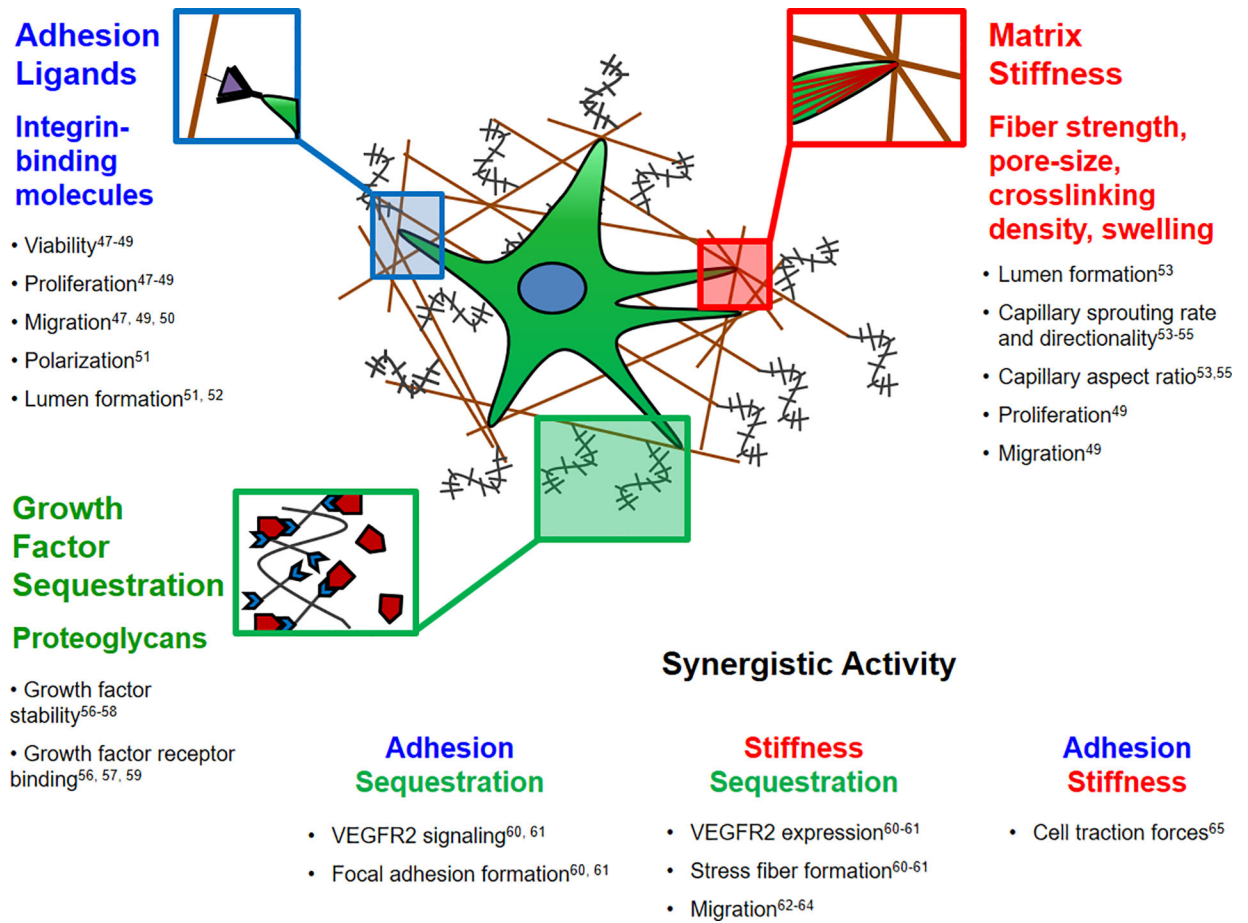 Adhesion
Ligands
Integrin-
binding
molecules
• Viability47-49
• Proliferation47-49
• Migration47, 49, 50
• Polarization51
• Lumen formation51, 52
Matrix
Stiffness
Fiber strength,
pore-size,
crosslinking
density, swelling
• Lumen formation53
• Capillary sprouting rate
and directionality53-55
• Capillary aspect ratio53,55
• Proliferation49
• Migration49
Growth
Factor
Sequestration
Proteoglycans
• Growth factor
stability56-58
• Growth factor receptor
binding56, 57, 59
Synergistic Activity
Adhesion
Sequestration
• VEGFR2 signaling60, 61
• Focal adhesion formation60, 61
Stiffness
Sequestration
• VEGFR2 expression60-61
• Stress fiber formation60-61
• Migration62-64
Adhesion
Stiffness
• Cell traction forces65